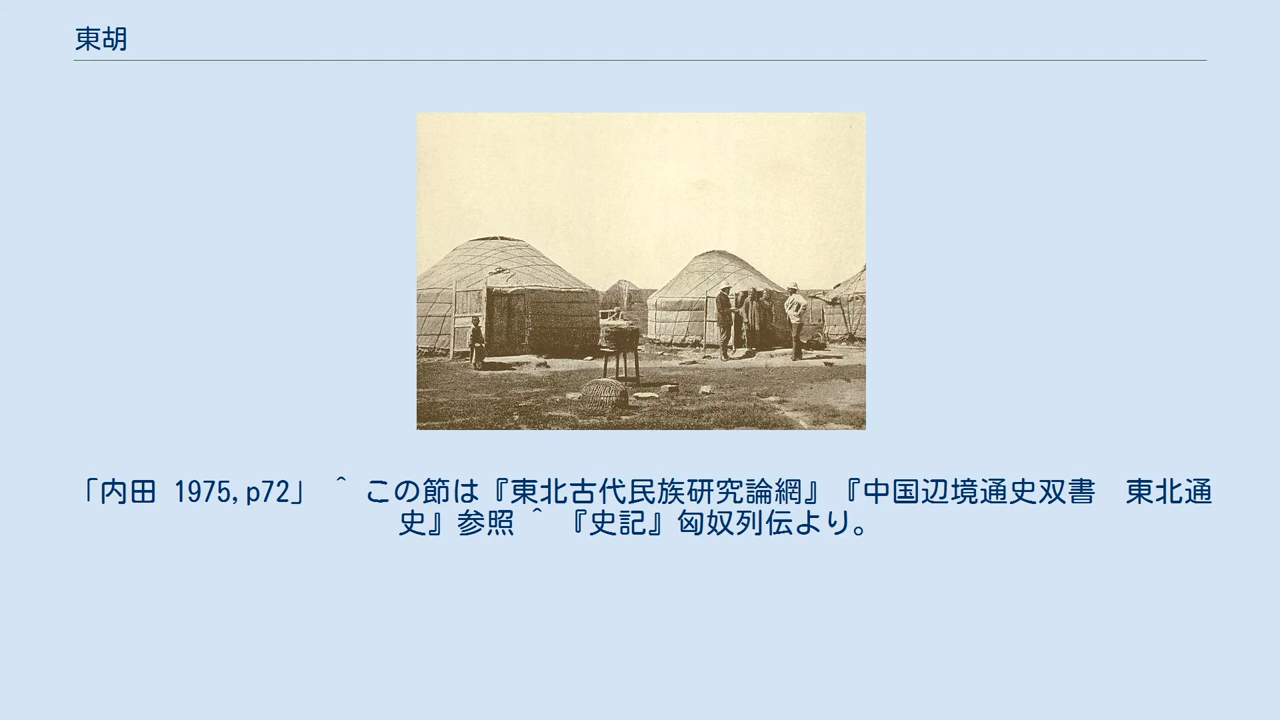 東胡
「内田 1975,p72」 ^ この節は『東北古代民族研究論網』『中国辺境通史双書　東北通
史』参照 ^ 『史記』匈奴列伝より。